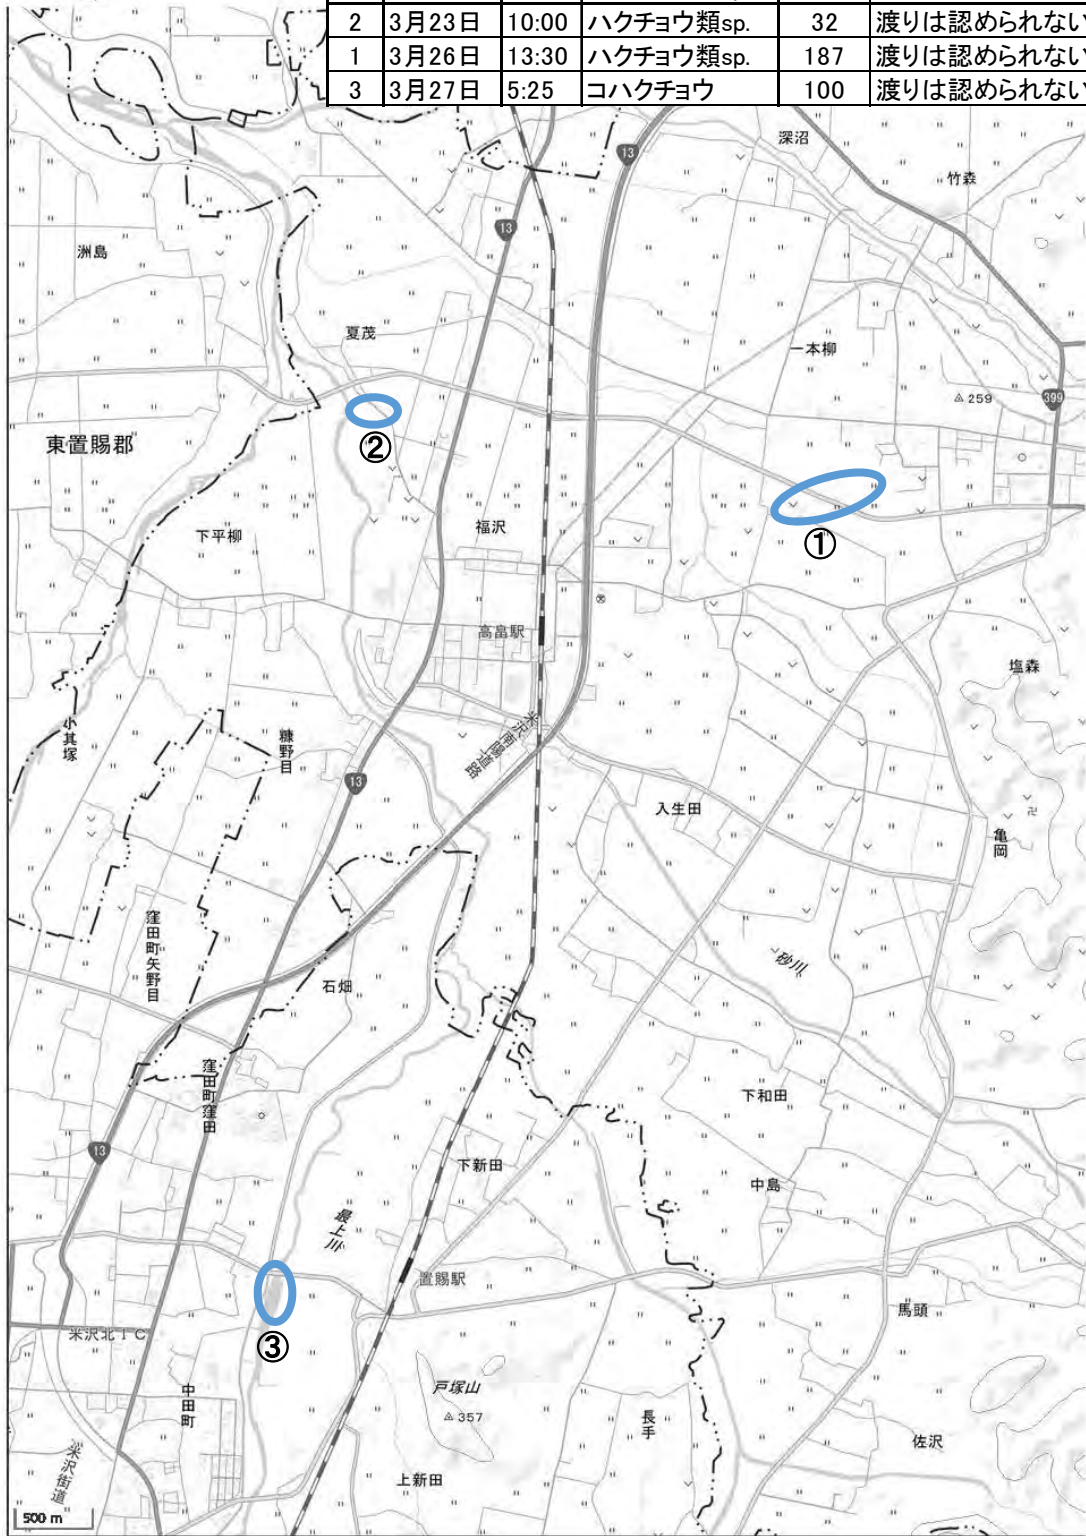 2 3月23日 10:00 ハクチョウ類sp. 32 渡りは認められない
1 3月26日 13:30 ハクチョウ類sp. 187 渡りは認められない
3 3月27日 5:25 コハクチョウ 100 渡りは認められない
深沼
13
竹森
13
洲島
夏茂
一本柳
259
399
東置賜郡
②
①
福沢
下平柳
高畠駅
塩森
小其塚
糠野目
米沢南陽道路
13
入生田
亀岡
窪田町矢野目
砂川
石畑
窪田町窪田
下和田
13
下新田
中島
最上川
置賜駅
馬頭
米沢北IC
③
戸塚山
中田町
357
長手
佐沢
米沢街道
上新田
500 m